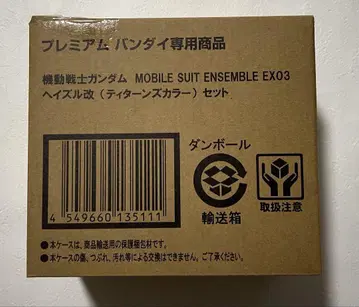 プレミアム バンダイ専用商品
機動戦士ガンダム MOBILE SUIT ENSEMBLE EX03
ヘイズル改(ティターンズカラー)セット
ダンボール
輸送箱
取扱注意
4 549660 135111
●本ケースは、商品輸送用の保護梱包材です。
●本ケースの傷、つぶれ、汚れ等による交換はできません。ご了承ください。